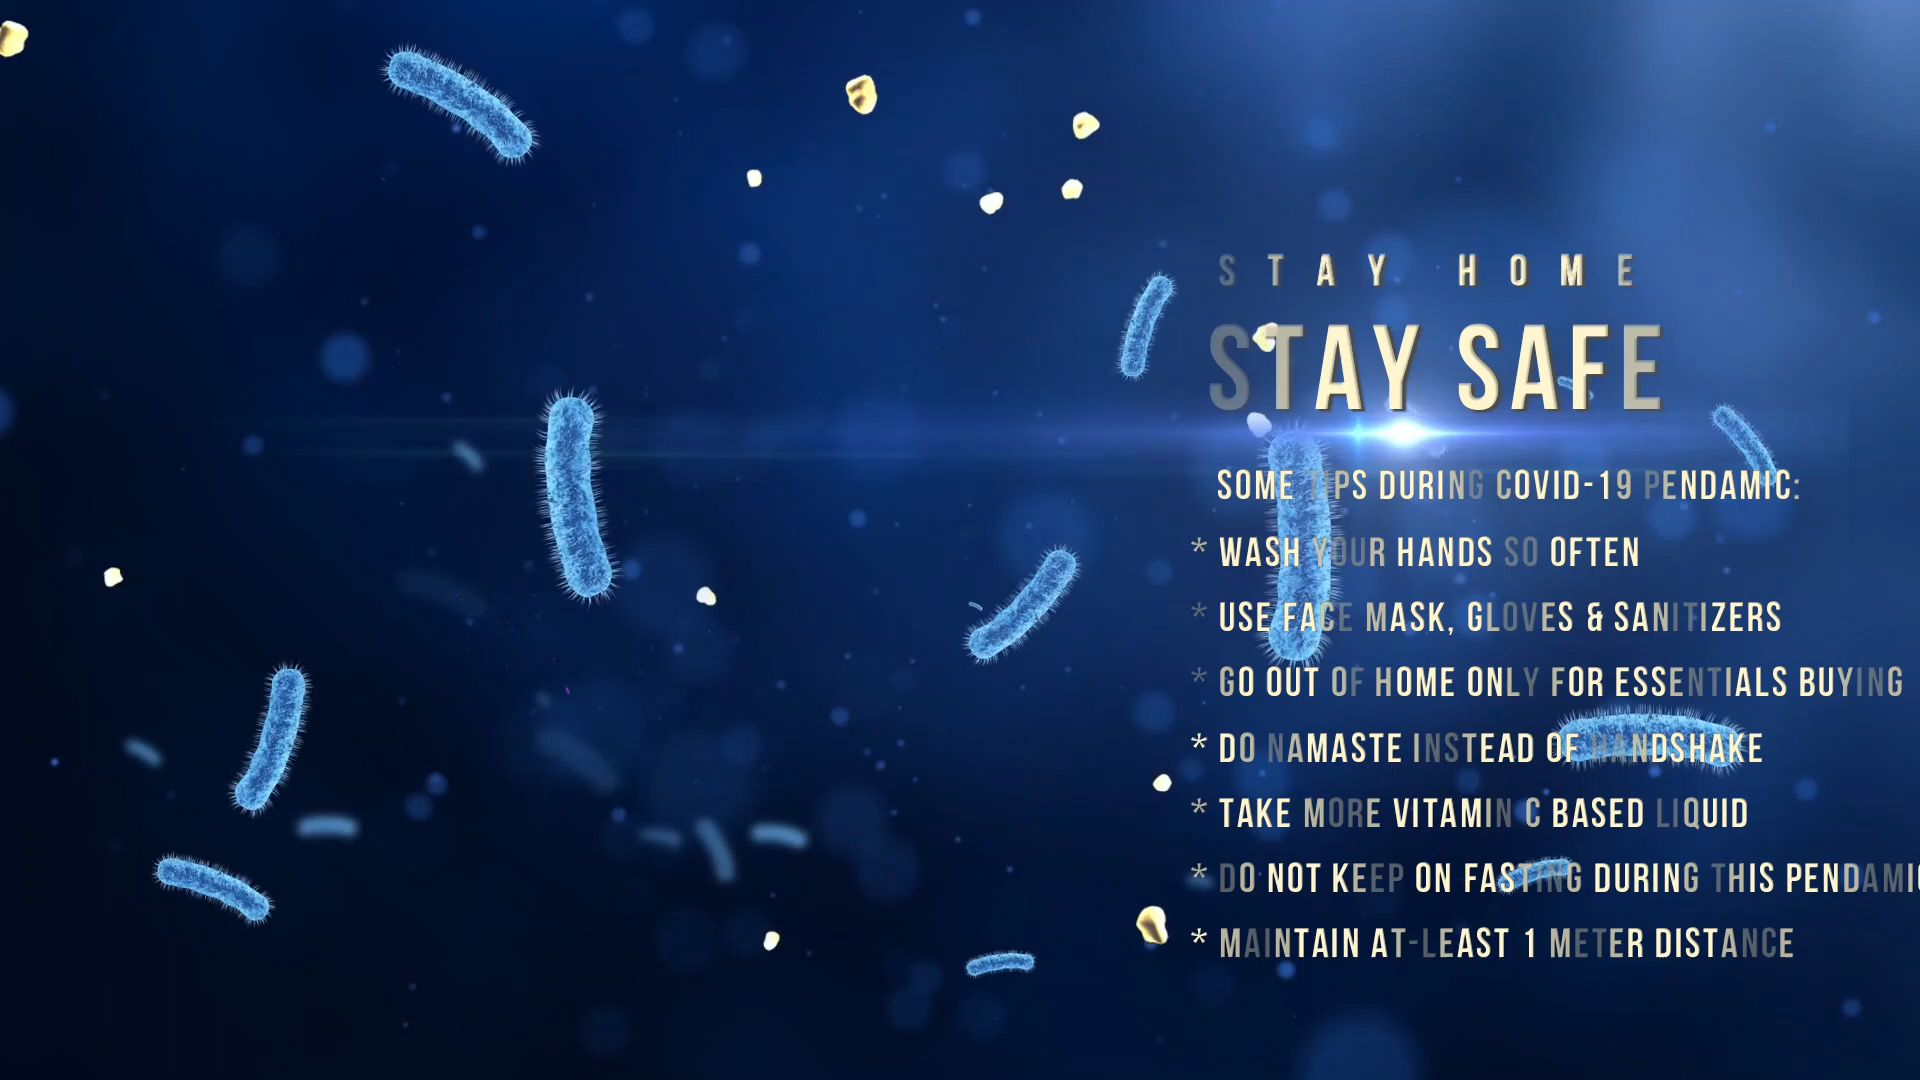 STAY HOME
STAY SAFE
SOME TIPS DURING COVID-19 PENDAMIC:
* WASH YOUR HANDS SO OFTEN
* USE FACE MASK, GLOVES & SANITIZERS
* GO OUT OF HOME ONLY FOR ESSENTIALS BUYING
* DO NAMASTE INSTEAD OF HANDSHAKE
* TAKE MORE VITAMIN C BASED LIQUID
* DO NOT KEEP ON FASTING DURING THIS PENDAMIC
* MAINTAIN AT-LEAST 1 METER DISTANCE